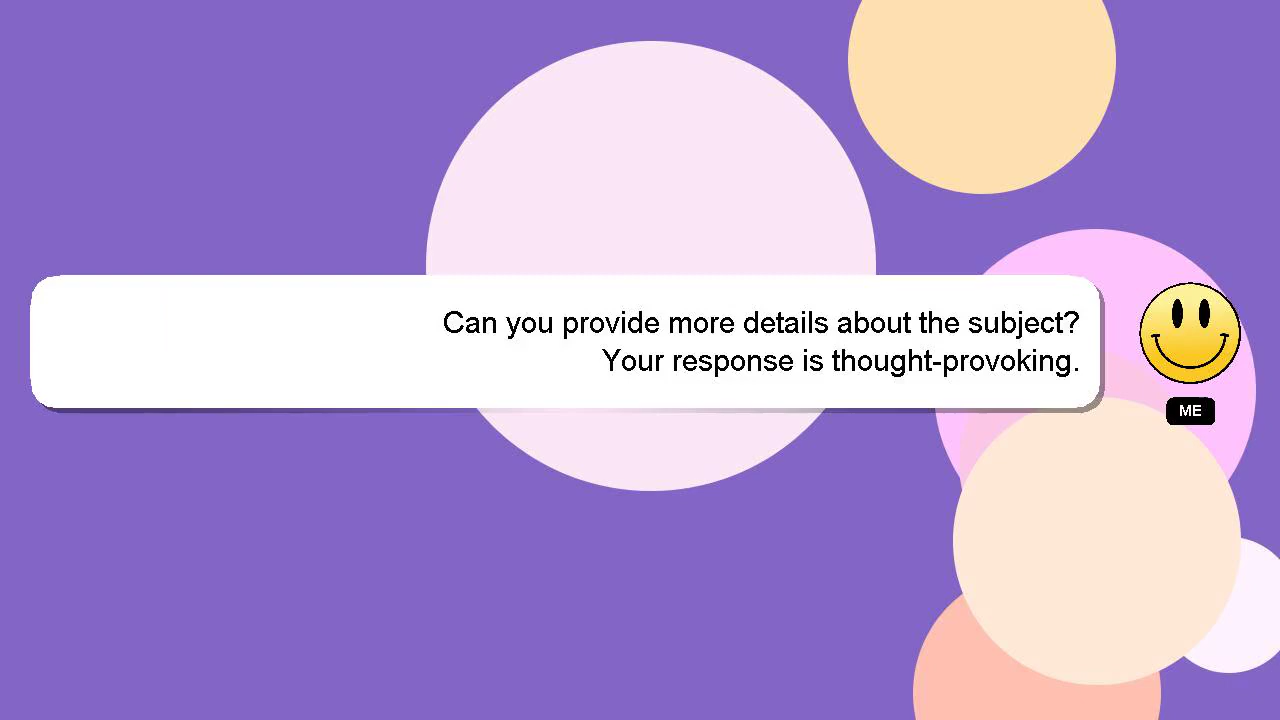 Can you provide more details about the subject?
Your response is thought-provoking.
ME